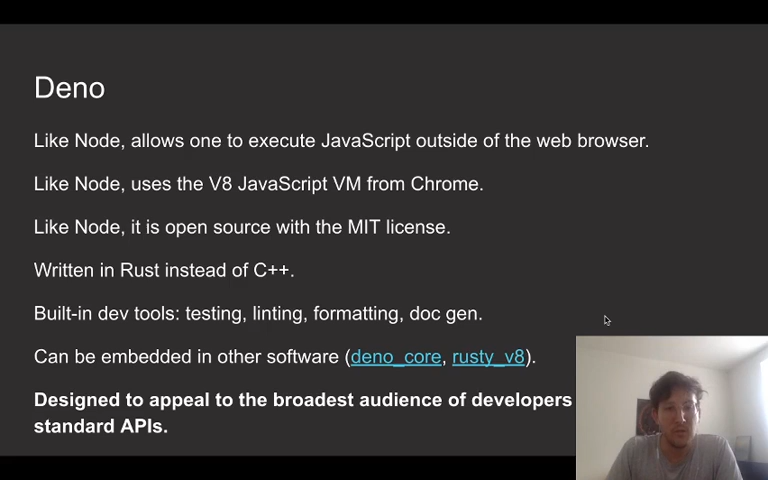 Deno
Like Node, allows one to execute JavaScript outside of the web browser.
Like Node, uses the V8 JavaScript VM from Chrome.
Like Node, it is open source with the MIT license.
Written in Rust instead of C++.
Built-in dev tools: testing, linting, formatting, doc gen.
Can be embedded in other software (deno_core, rusty_v8).
Designed to appeal to the broadest audience of developers
standard APIs.